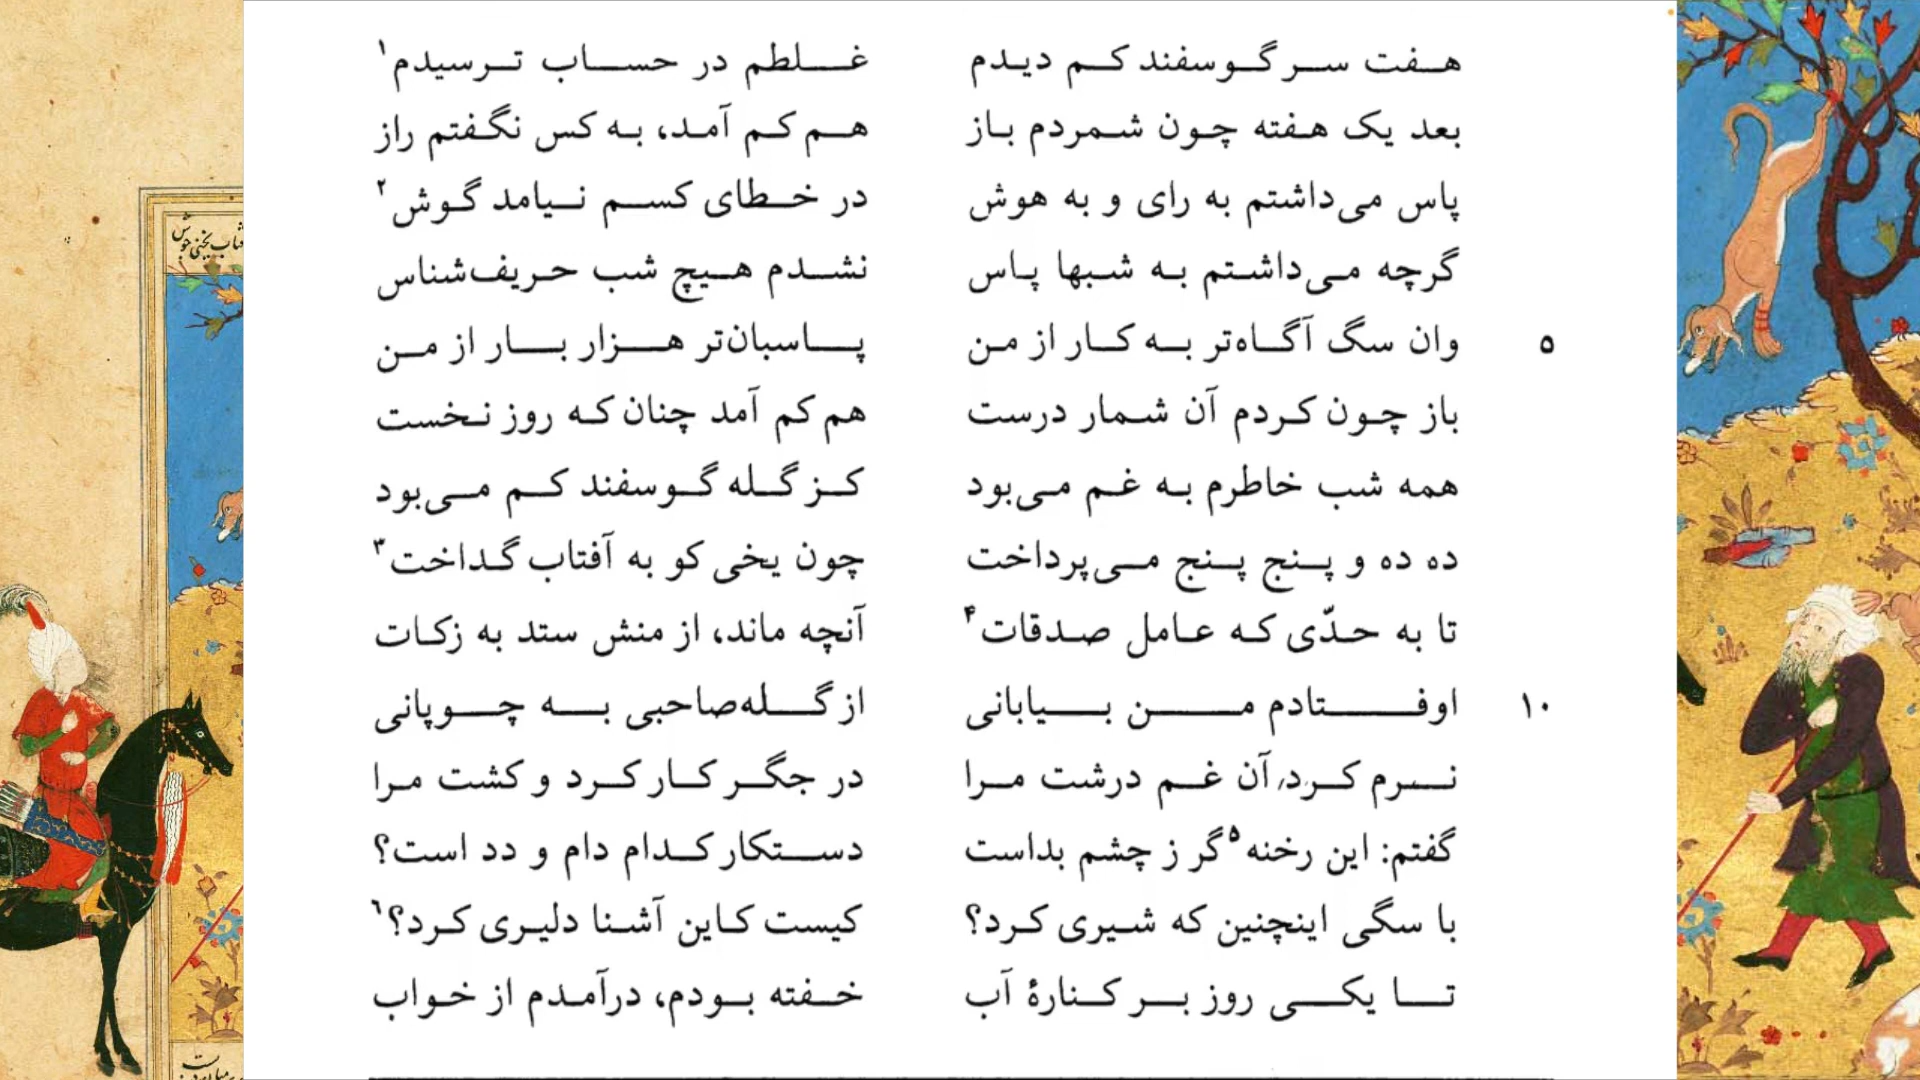 هفت سر گوسفند کم دیدم غلطم در حساب ترسیدم۱
بعد یک هفته چون شمردم باز هم کم آمد، به کس نگفتم راز
پاس می‌داشتم به رای و به هوش در خطای کسم نیامد گوش۲
گرچه می‌داشتم به شبها پاس نشدم هیچ شب حریف‌شناس
۵ وان سگ آگاه‌تر به کار از من پاسبان‌تر هزار بار از من
باز چون کردم آن شمار درست هم کم آمد چنان که روز نخست
همه شب خاطرم به غم می‌بود کز گله گوسفند کم می‌بود
ده ده و پنج پنج می‌پرداخت چون یخی کو به آفتاب گداخت۳
تا به حدّی که عامل صدقات۴ آنچه ماند، از منش ستد به زکات
۱۰ اوفتادم من بیابانی از گله‌صاحبی به چوپانی
نرم کرد، آن غم درشت مرا در جگر کار کرد و کشت مرا
گفتم: این رخنه۵ گر ز چشم بداست دستکار کدام دام و دد است؟
با سگی اینچنین که شیری کرد؟ کیست کاین آشنا دلیری کرد؟۶
تا یکی روز بر کنارهٔ آب خفته بودم، درآمدم از خواب